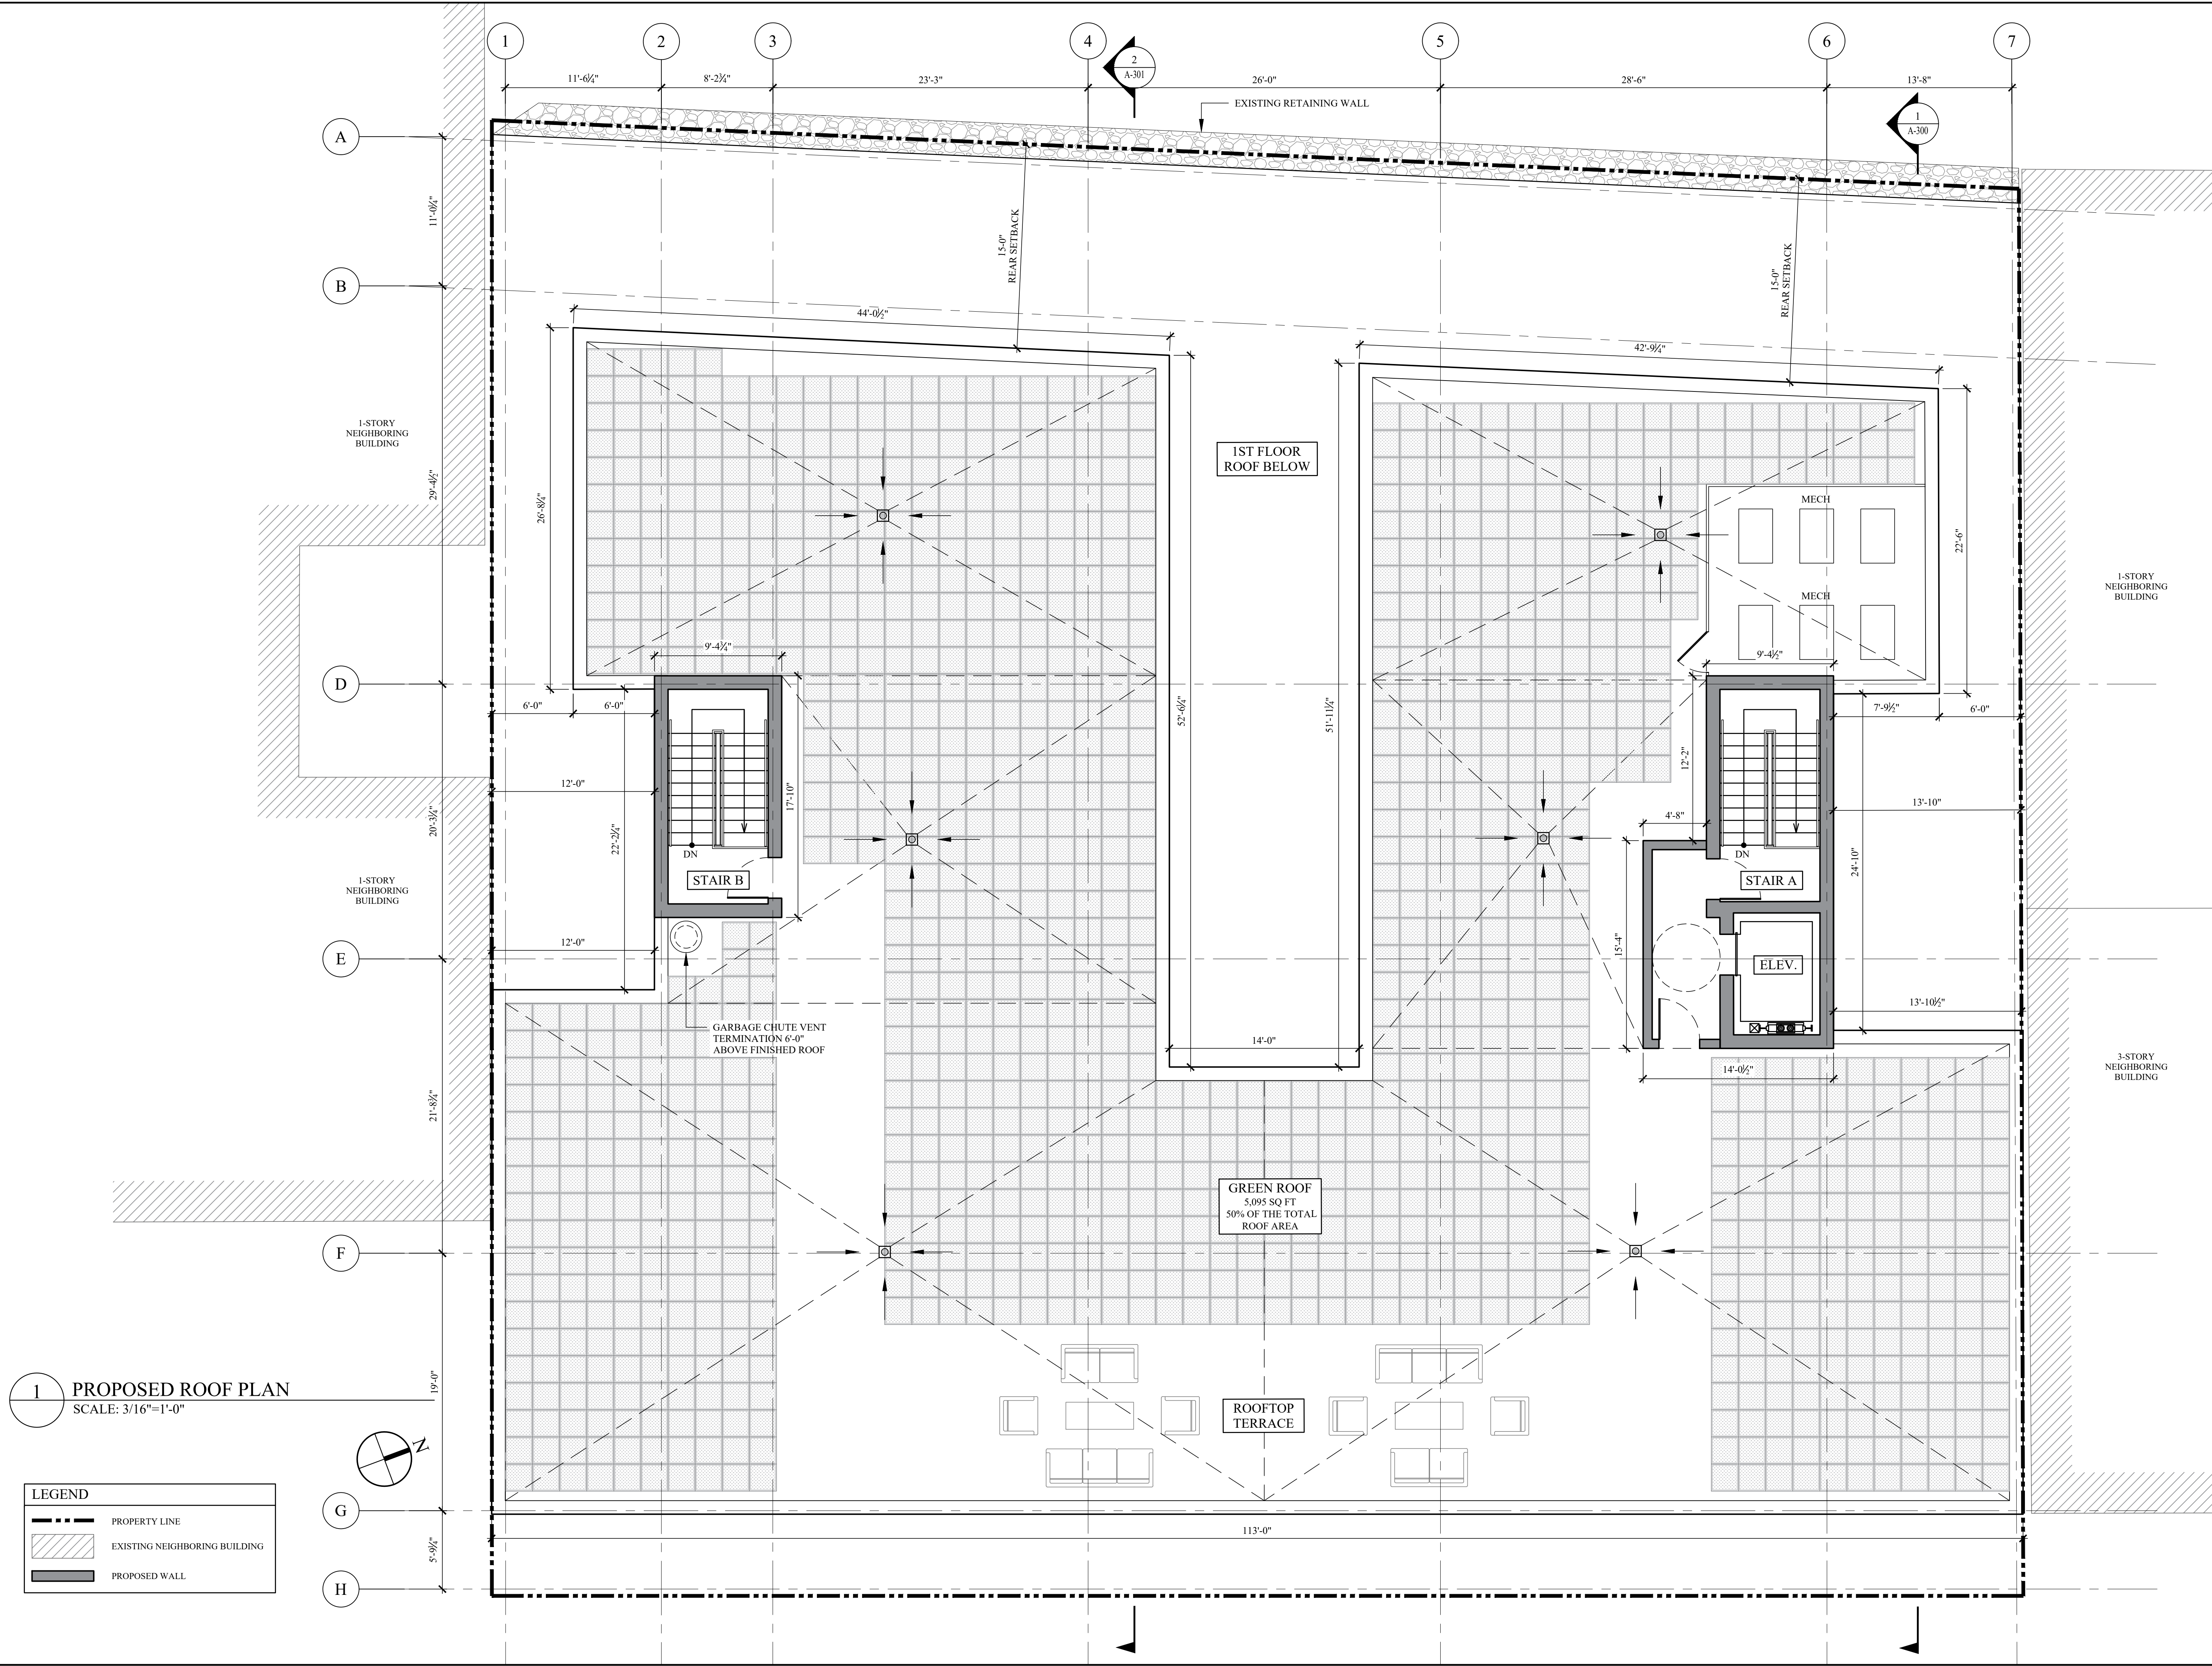 1
2
3
4
5
6
7
11'-6¼"
8'-2¾"
23'-3"
26'-0"
28'-6"
13'-8"
2
A-301
1
A-300
EXISTING RETAINING WALL
A
B
D
E
F
G
H
11'-0¼"
29'-4½"
20'-3¼"
21'-8¾"
19'-0"
5'-9¼"
15-0"
REAR SETBACK
15-0"
REAR SETBACK
44'-0½"
42'-9¼"
26'-8¼"
52'-6¼"
51'-11¼"
22'-6"
1ST FLOOR
ROOF BELOW
MECH
MECH
1-STORY
NEIGHBORING
BUILDING
1-STORY
NEIGHBORING
BUILDING
1-STORY
NEIGHBORING
BUILDING
3-STORY
NEIGHBORING
BUILDING
9'-4¼"
9'-4½"
6'-0"
6'-0"
7'-9½"
6'-0"
12'-0"
22'-2¼"
17'-10"
12'-2"
4'-8"
13'-10"
24'-10"
DN
STAIR B
DN
STAIR A
12'-0"
15'-4"
ELEV.
13'-10½"
GARBAGE CHUTE VENT
TERMINATION 6'-0"
ABOVE FINISHED ROOF
14'-0"
14'-0½"
GREEN ROOF
5,095 SQ FT
50% OF THE TOTAL
ROOF AREA
ROOFTOP
TERRACE
113'-0"
1
PROPOSED ROOF PLAN
SCALE: 3/16"=1'-0"
N
LEGEND
PROPERTY LINE
EXISTING NEIGHBORING BUILDING
PROPOSED WALL